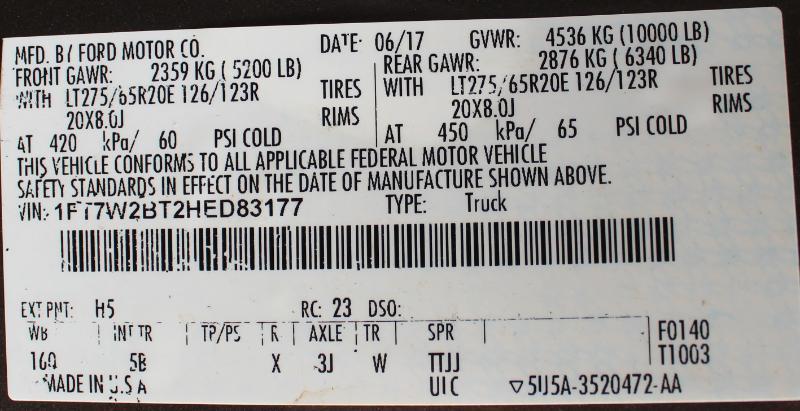 MFD. BY FORD MOTOR CO. DATE: 06/17 GVWR: 4536 KG (10000 LB)
FRONT GAWR: 2359 KG (5200 LB) REAR GAWR: 2876 KG (6340 LB)
WITH LT275/65R20E 126/123R TIRES WITH LT275/65R20E 126/123R TIRES
20X8.0J RIMS 20X8.0J RIMS
AT 420 kPa/ 60 PSI COLD AT 450 kPa/ 65 PSI COLD
THIS VEHICLE CONFORMS TO ALL APPLICABLE FEDERAL MOTOR VEHICLE
SAFETY STANDARDS IN EFFECT ON THE DATE OF MANUFACTURE SHOWN ABOVE.
VIN: 1FT7W2BT2HED83177 TYPE: Truck
EXT PNT: H5 RC: 23 DSO:
WB | INT TR | TP/PS | R | AXLE | TR | SPR | F0140
160 5B X 3J W TTJJ T1003
MADE IN U.S A UIC ▽5U5A-3520472-AA